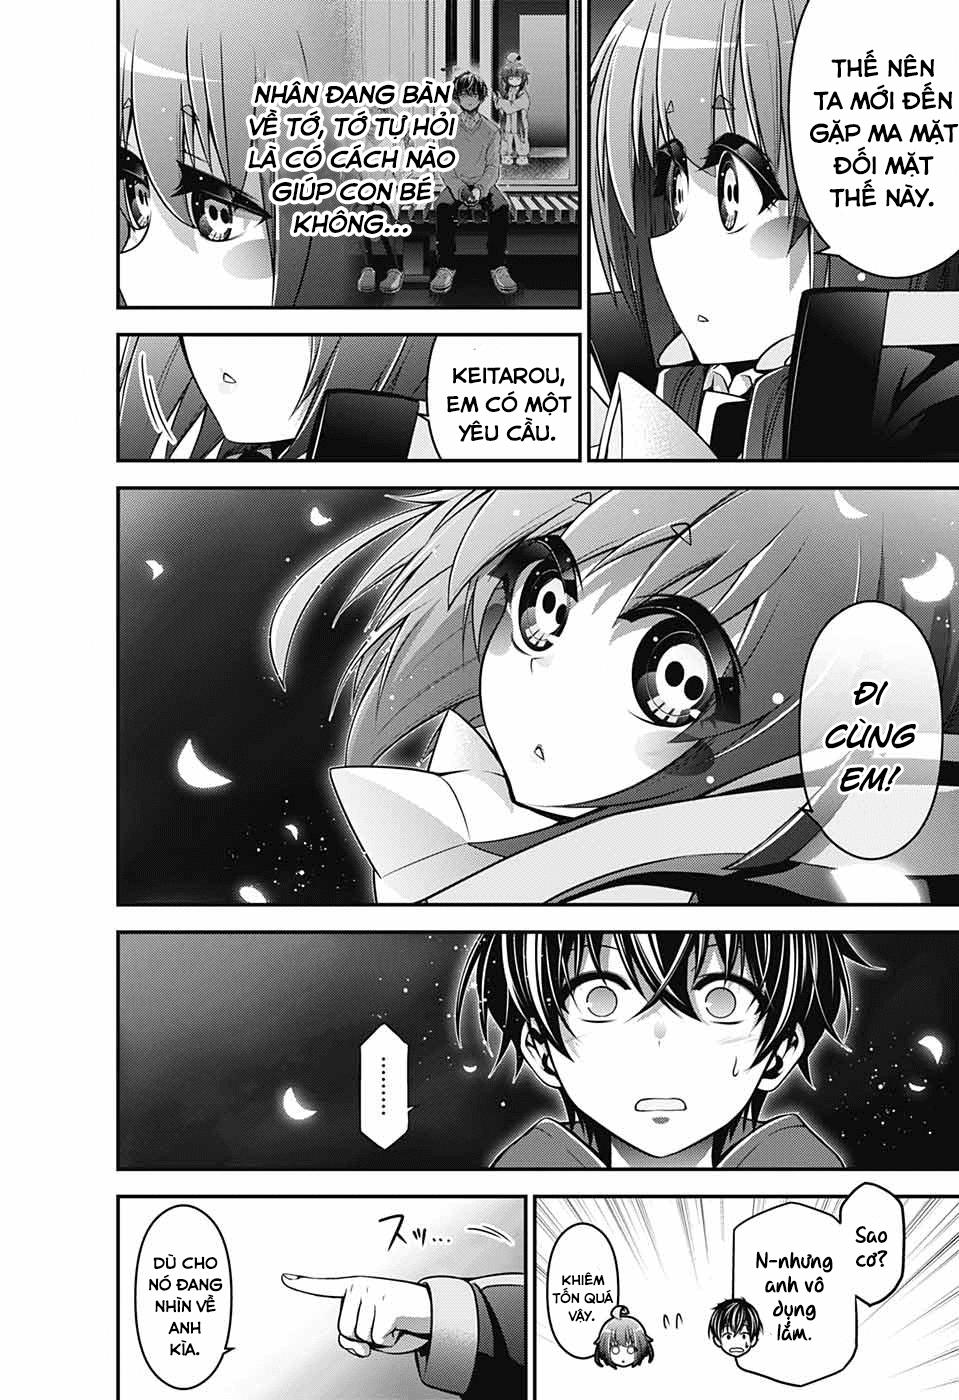 THẾ NÊN
TA MỚI ĐẾN
GẶP MA MẶT
ĐỐI MẶT
THẾ NÀY.
NHÂN ĐANG BÀN
VỀ TỚ, TỚ TỰ HỎI
LÀ CÓ CÁCH NÀO
GIÚP CON BÉ
KHÔNG...
KEITAROU,
EM CÓ MỘT
YÊU CẦU.
ĐI
CÙNG
EM!
..........
Sao
cơ?
N-nhưng
anh vô
dụng
lắm.
KHIÊM
TỐN QUÁ
VẬY.
スッ...
DÙ CHO
NÓ ĐANG
NHÌN VỀ
ANH
KÌA.